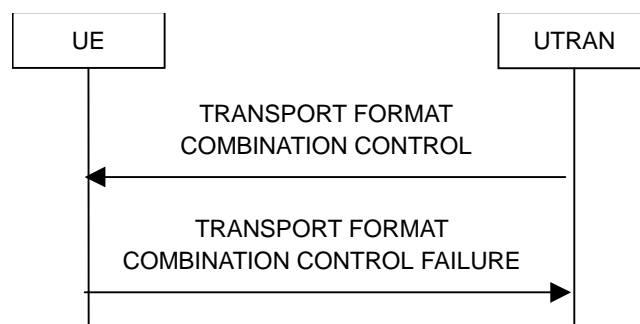 UE
UTRAN
TRANSPORT FORMAT
COMBINATION CONTROL
TRANSPORT FORMAT
COMBINATION CONTROL FAILURE